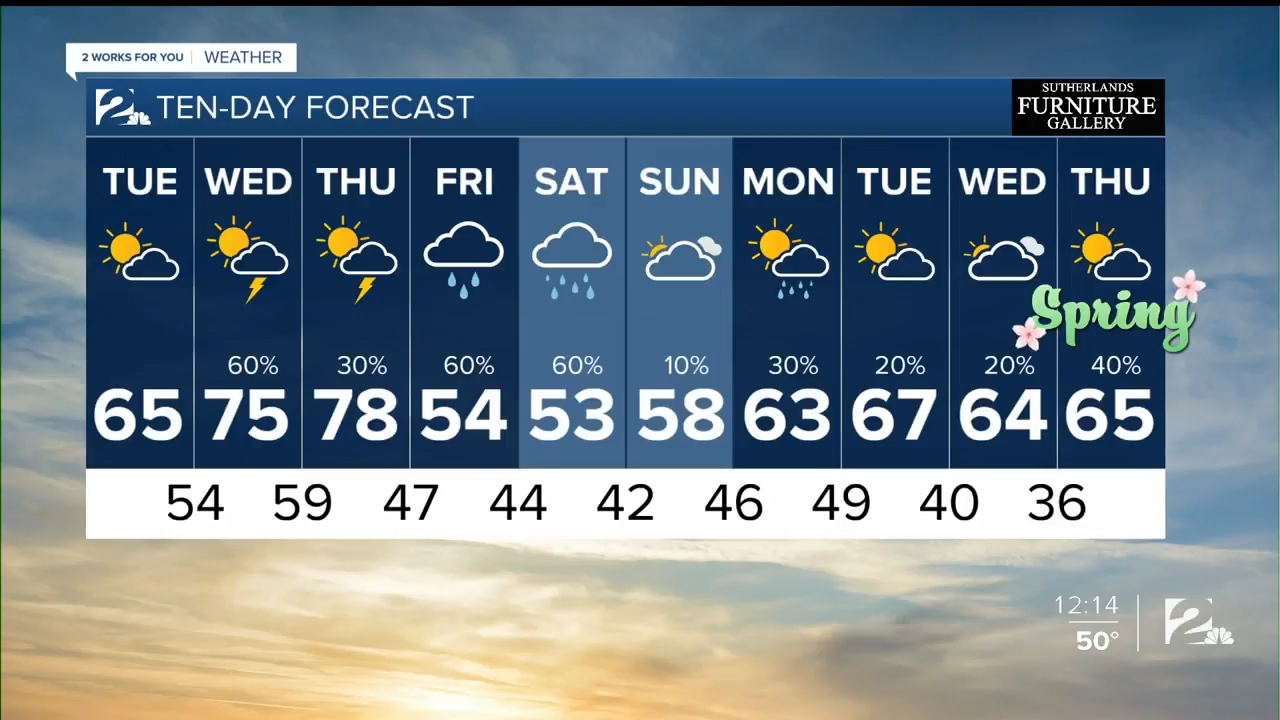 2 WORKS FOR YOU | WEATHER
2 TEN-DAY FORECAST
SUTHERLANDS
FURNITURE
GALLERY
TUE WED THU FRI SAT SUN MON TUE WED THU
Spring
60% 30% 60% 60% 10% 30% 20% 20% 40%
65 75 78 54 53 58 63 67 64 65
54 59 47 44 42 46 49 40 36
12:14
50°
2